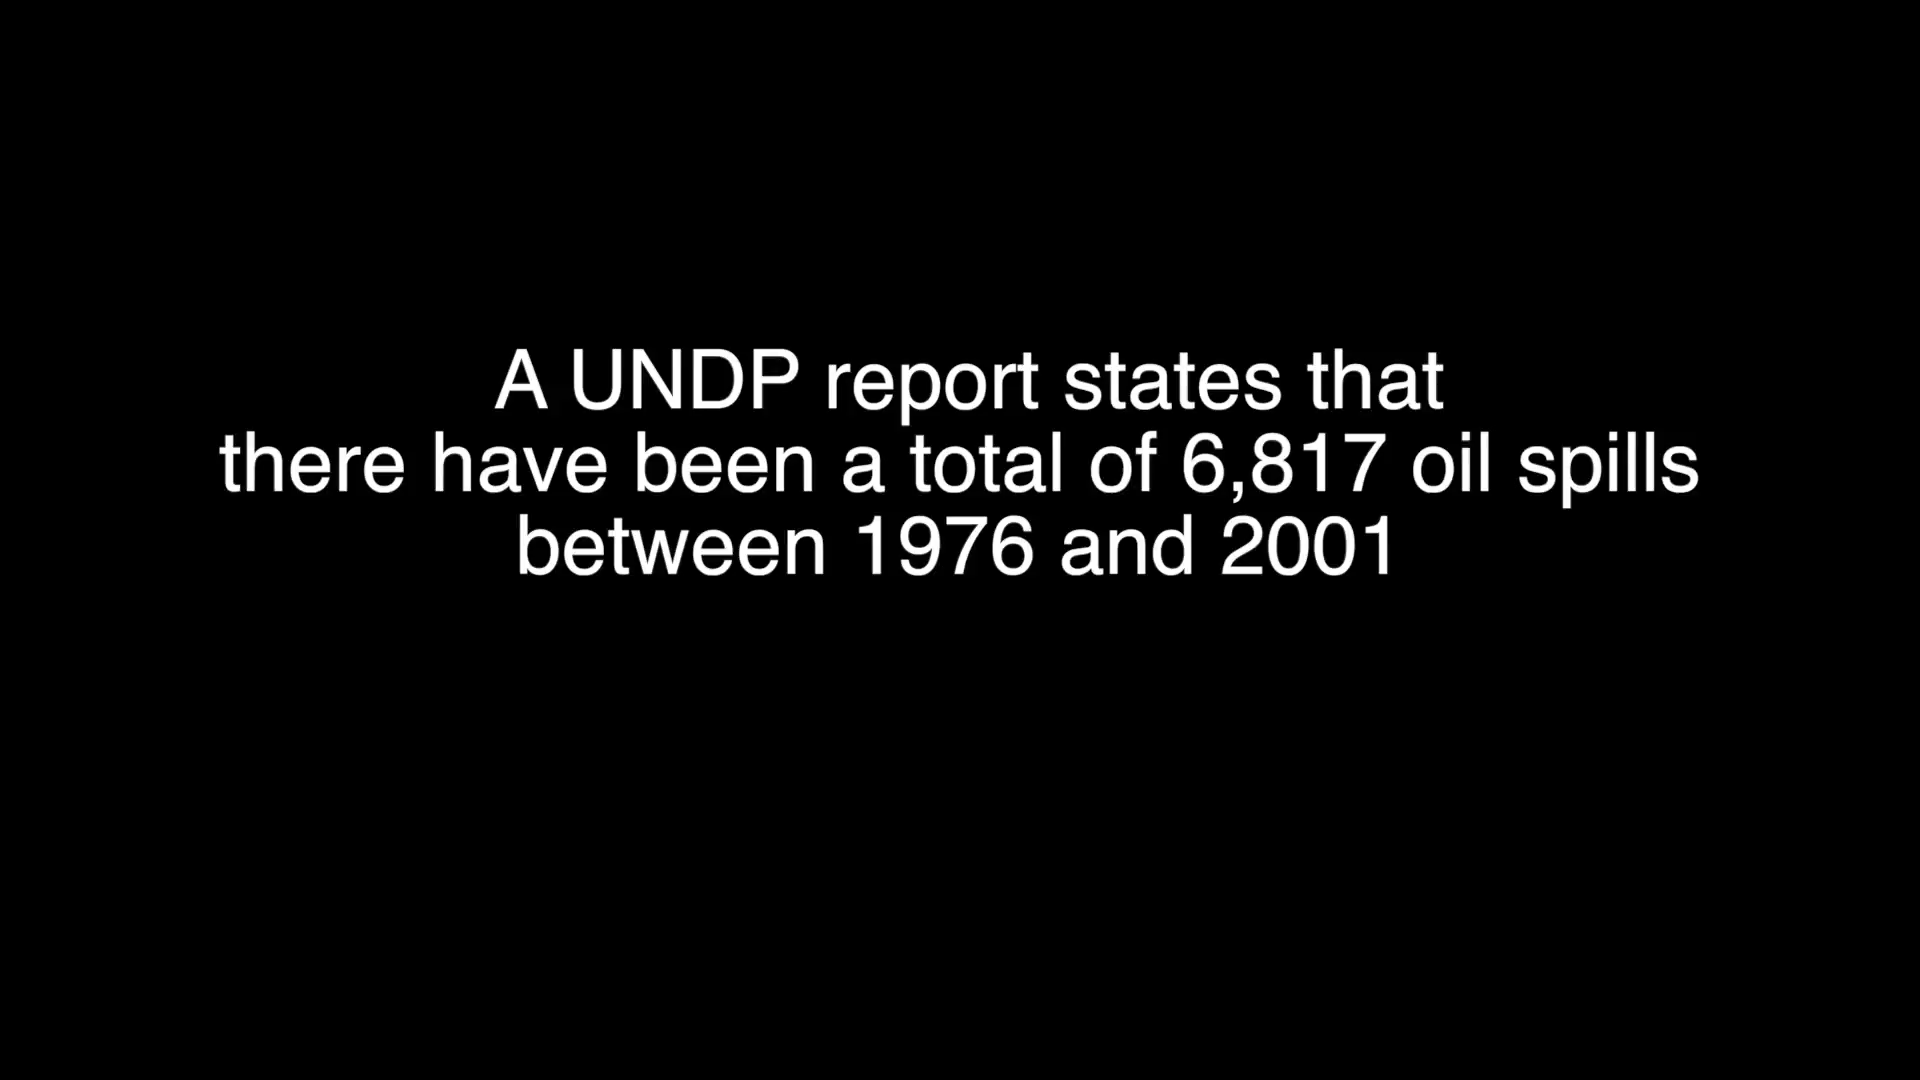 A UNDP report states that
there have been a total of 6,817 oil spills
between 1976 and 2001